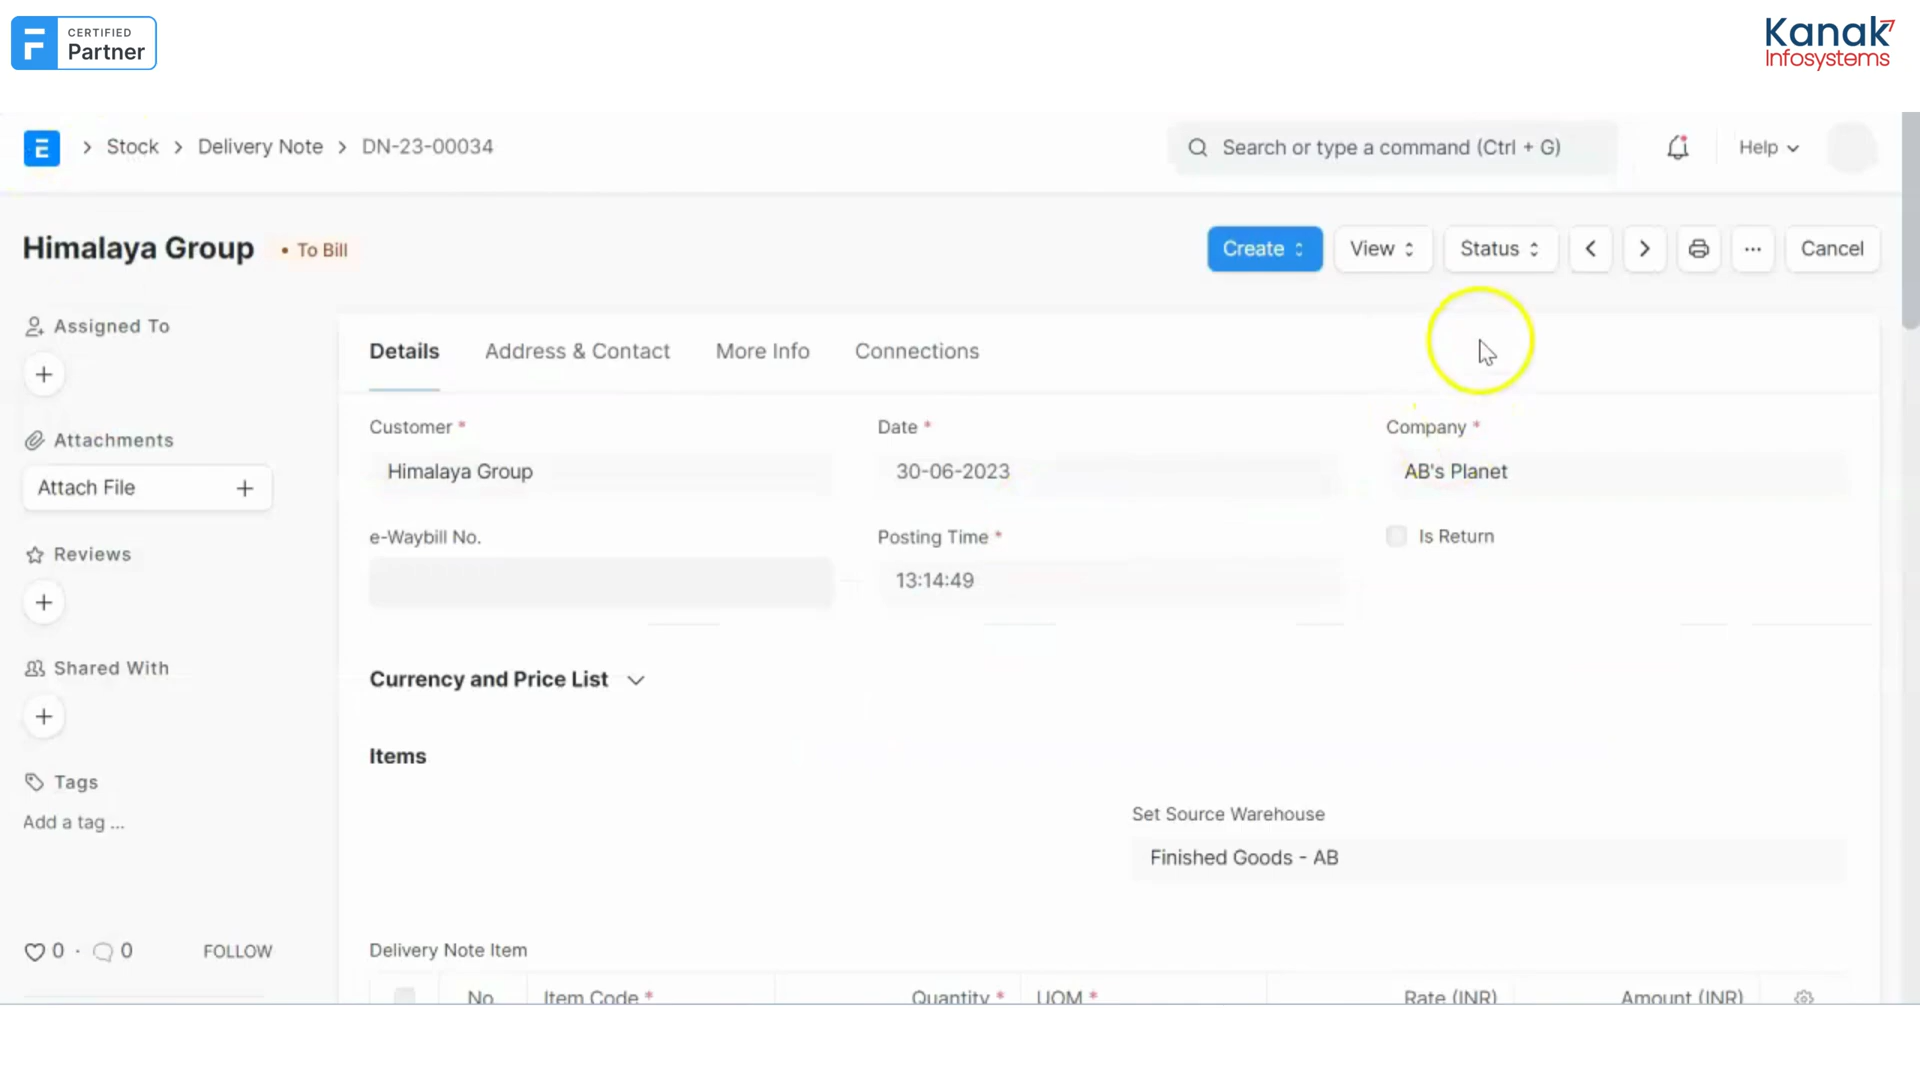 CERTIFIED
Partner
Kanak
Infosystems
Stock > Delivery Note > DN-23-00034
Search or type a command (Ctrl + G)
Help
Himalaya Group
• To Bill
Create
View
Status
...
Cancel
Assigned To
Attachments
Attach File
Reviews
Shared With
Tags
Add a tag ...
0 · 0
FOLLOW
Details
Address & Contact
More Info
Connections
Customer *
Himalaya Group
Date *
30-06-2023
Company *
AB's Planet
e-Waybill No.
Posting Time *
13:14:49
Is Return
Currency and Price List
Items
Set Source Warehouse
Finished Goods - AB
Delivery Note Item
No.
Item Code *
Quantity *
UOM *
Rate (INR)
Amount (INR)